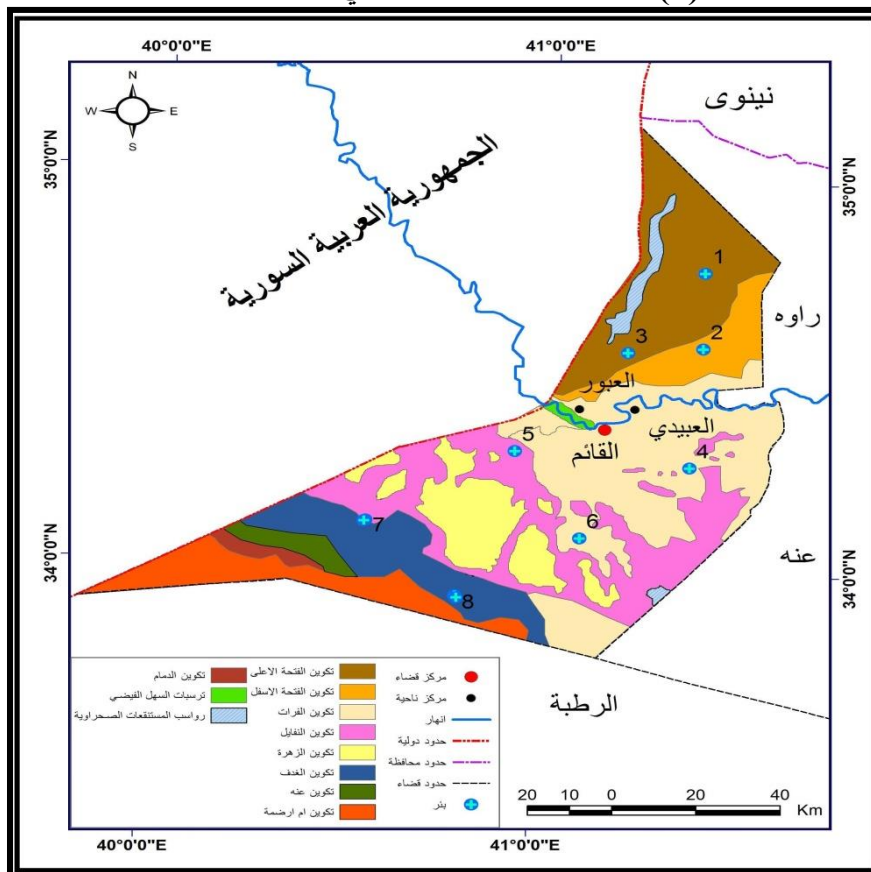 (
40°0'0"E
41°0'0"E
N
W
E
S
نينوى
35°0'0"N
35°0'0"N
الجمهورية العربية السورية
1
راوه
3
2
العبور
العبيدي
القائم
5
4
6
7
عنه
34°0'0"N
34°0'0"N
8
الرطبة
مركز قضاء
مركز ناحية
انهار
حدود دولية
حدود محافظة
حدود قضاء
بئر
تكوين الفتحة الاعلى
تكوين الفتحة الاسفل
تكوين الفرات
تكوين النفايل
تكوين الزهرة
تكوين الغدف
تكوين عنه
تكوين ام ارضمة
تكوين الدمام
ترسبات السهل الفيضي
رواسب المستنقعات الصحراوية
20 10 0 20 40
Km
40°0'0"E
41°0'0"E